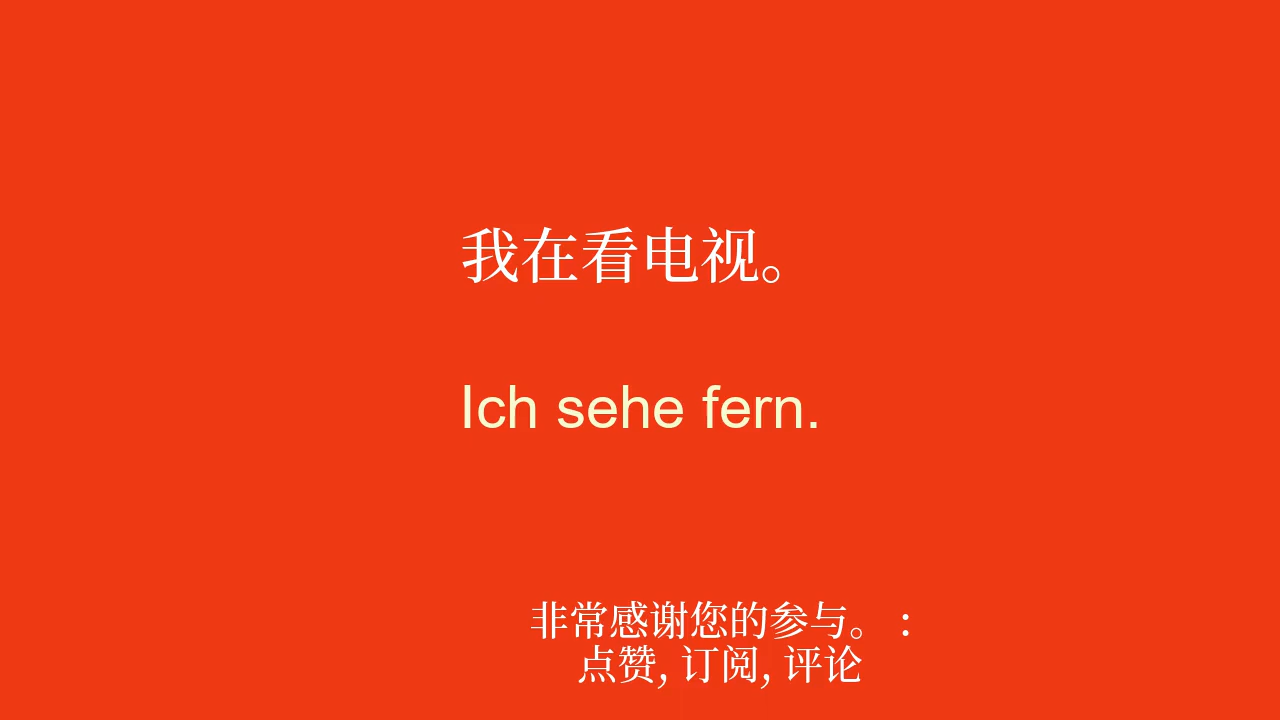 我在看电视。
Ich sehe fern.
非常感谢您的参与。 :
点赞, 订阅, 评论